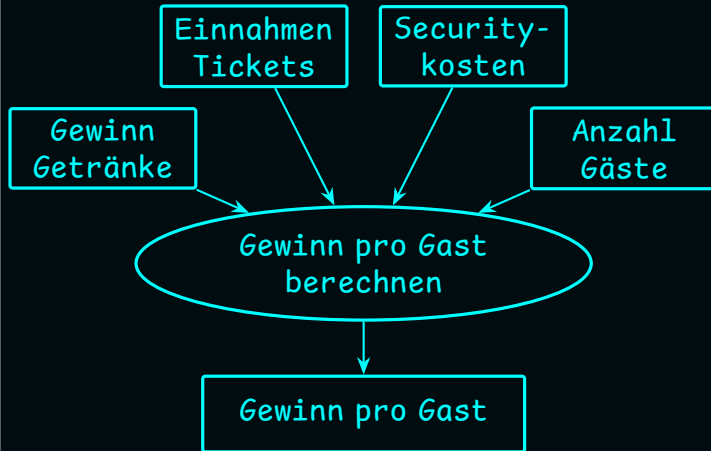 Einnahmen
Tickets
Security-
kosten
Gewinn
Getränke
Anzahl
Gäste
Gewinn pro Gast
berechnen
Gewinn pro Gast